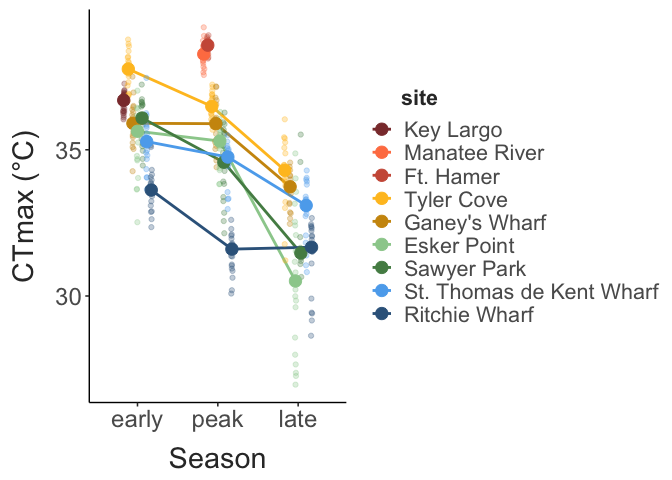 CTmax (°C)
35
30
early peak late
Season
site
Key Largo
Manatee River
Ft. Hamer
Tyler Cove
Ganey's Wharf
Esker Point
Sawyer Park
St. Thomas de Kent Wharf
Ritchie Wharf